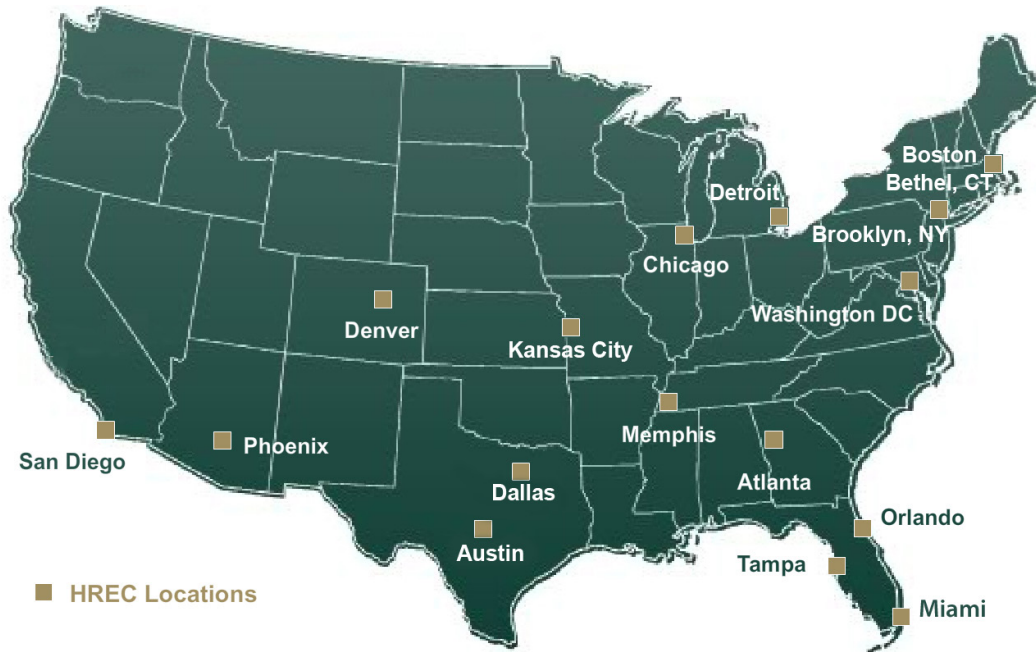 Boston
Bethel, CT
Detroit
Brooklyn, NY
Chicago
Washington DC
Denver
Kansas City
Memphis
Phoenix
San Diego
Atlanta
Dallas
Orlando
Austin
Tampa
HREC Locations
Miami